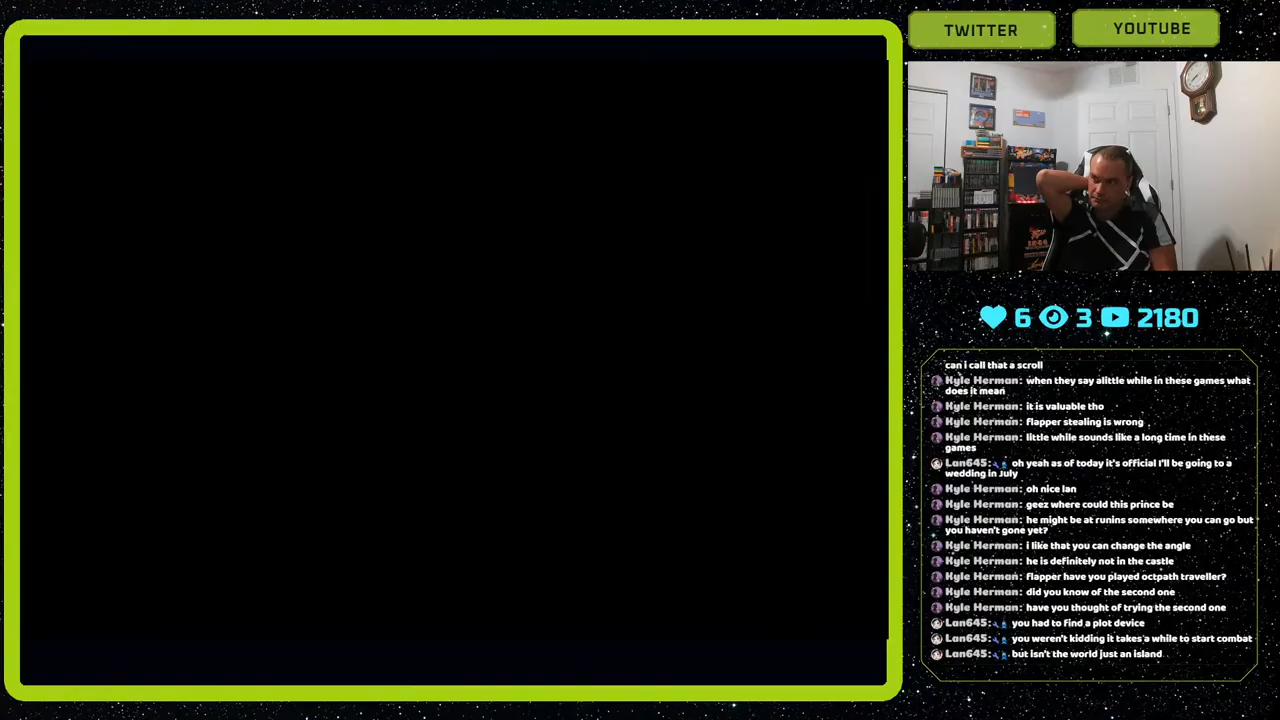 TWITTER
YOUTUBE
6 3 2180
can i call that a scroll
Kyle Herman: when they say alittle while in these games what
does it mean
Kyle Herman: it is valuable tho
Kyle Herman: flapper stealing is wrong
Kyle Herman: little while sounds like a long time in these
games
Lan645: oh yeah as of today it's official I'll be going to a
wedding in July
Kyle Herman: oh nice lan
Kyle Herman: geez where could this prince be
Kyle Herman: he might be at runins somewhere you can go but
you haven't gone yet?
Kyle Herman: i like that you can change the angle
Kyle Herman: he is definitely not in the castle
Kyle Herman: flapper have you played octpath traveller?
Kyle Herman: did you know of the second one
Kyle Herman: have you thought of trying the second one
Lan645: you had to find a plot device
Lan645: you weren't kidding it takes a while to start combat
Lan645: but isn't the world just an island